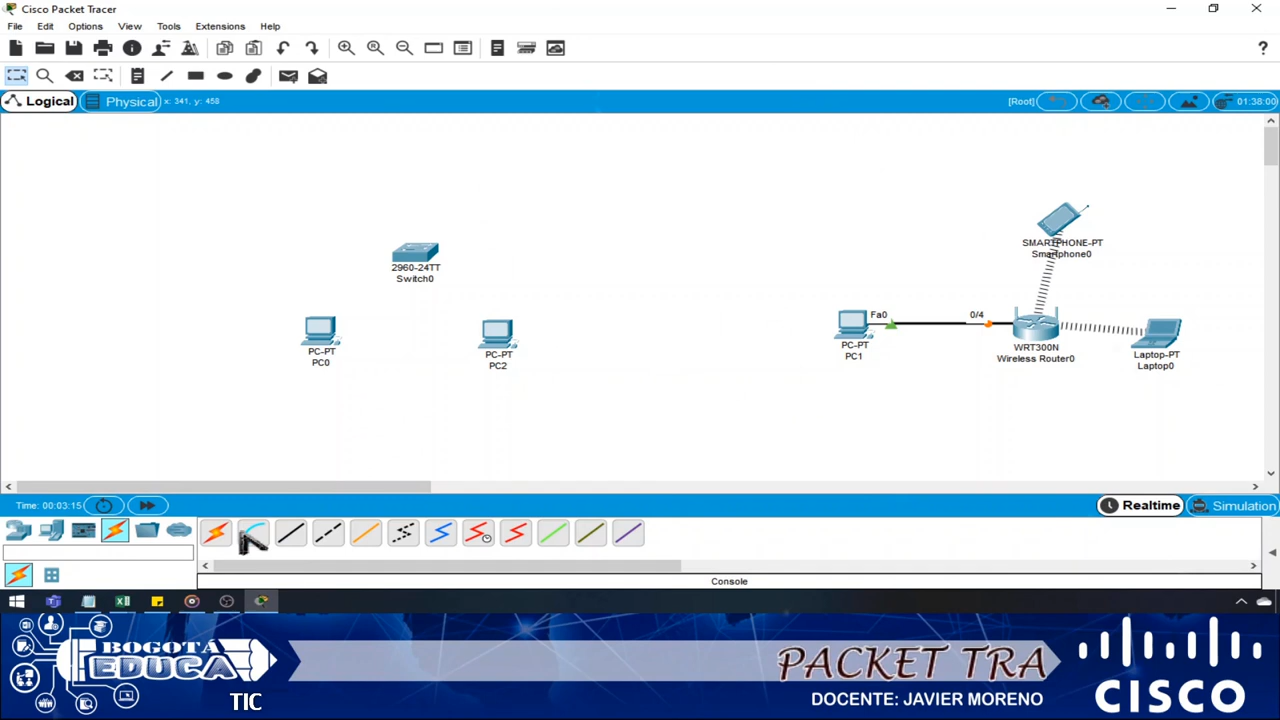 Cisco Packet Tracer
File Edit Options View Tools Extensions Help
Logical Physical x: 341, y: 458 [Root] 01:38:00
SMARTPHONE-PT
Smartphone0
2960-24TT
Switch0
Fa0 0/4
PC-PT
PC0
PC-PT
PC2
PC-PT
PC1
WRT300N
Wireless Router0
Laptop-PT
Laptop0
Time: 00:03:15 Realtime Simulation
Console
BOGOTÁ
EDUCA
TIC
PACKET TRA
DOCENTE: JAVIER MORENO
CISCO